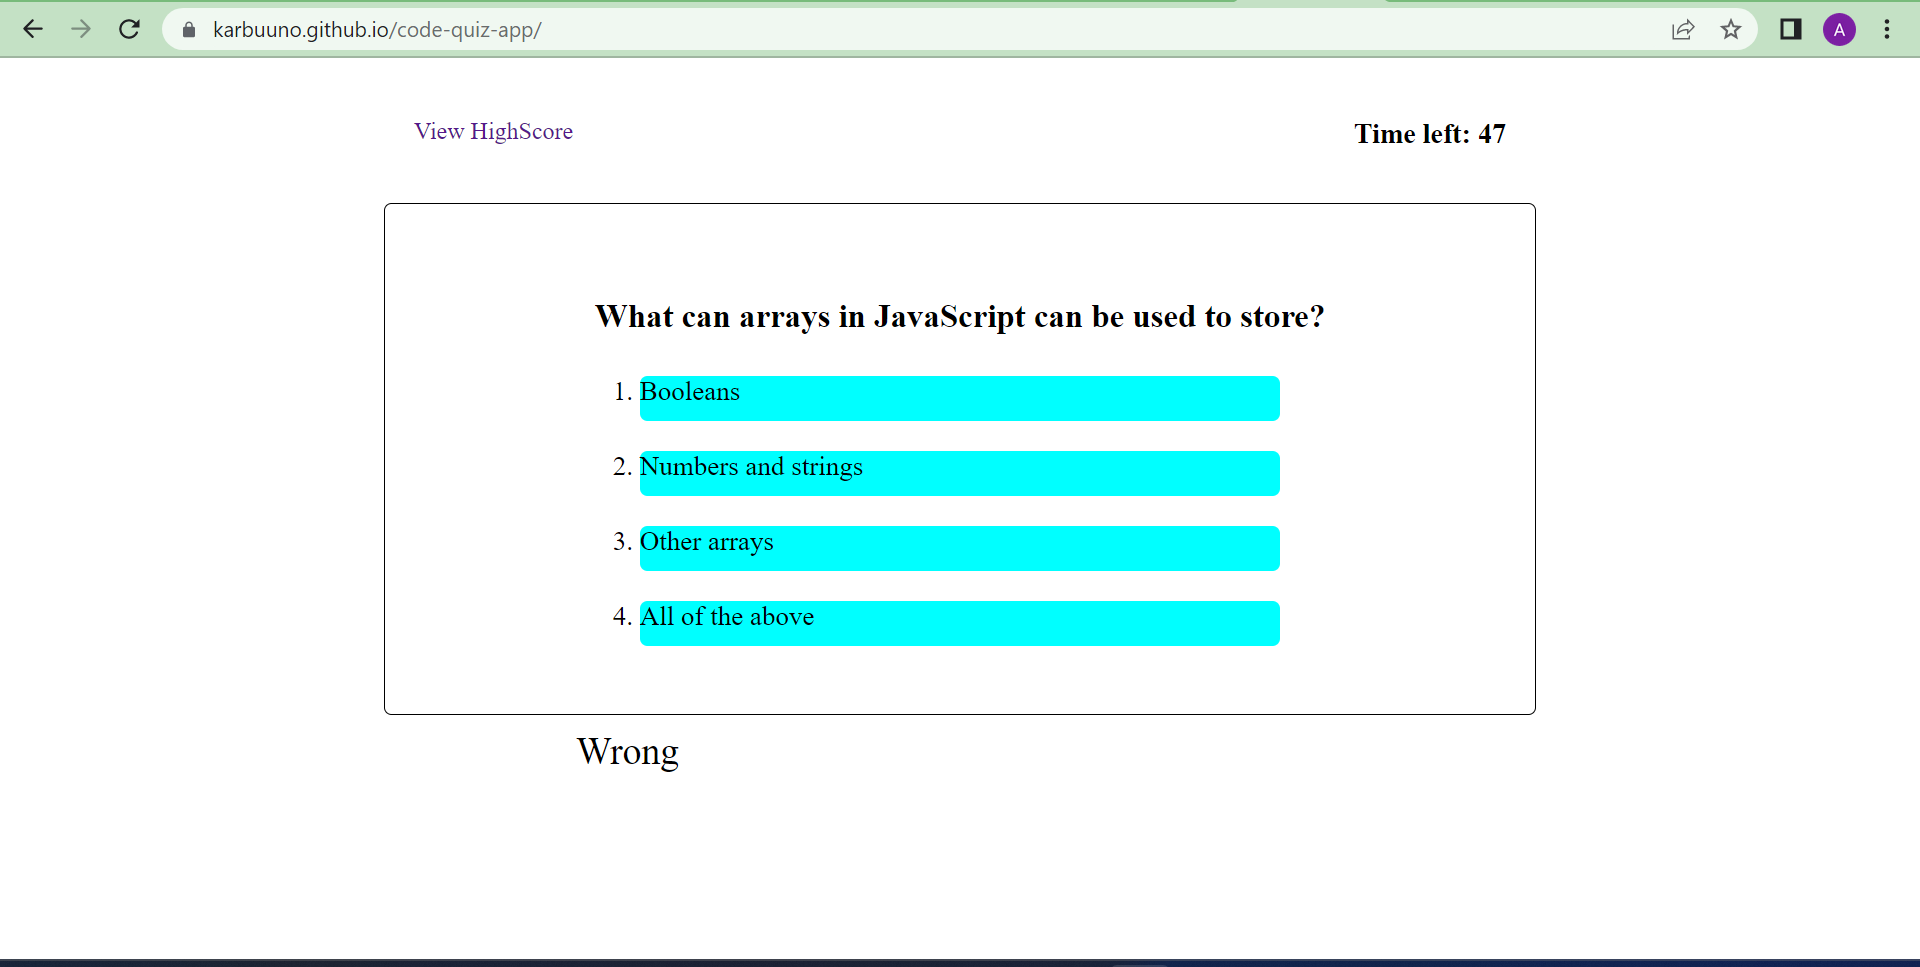 karbuuno.github.io/code-quiz-app/
A
View HighScore
Time left: 47
What can arrays in JavaScript can be used to store?
1. Booleans
2. Numbers and strings
3. Other arrays
4. All of the above
Wrong